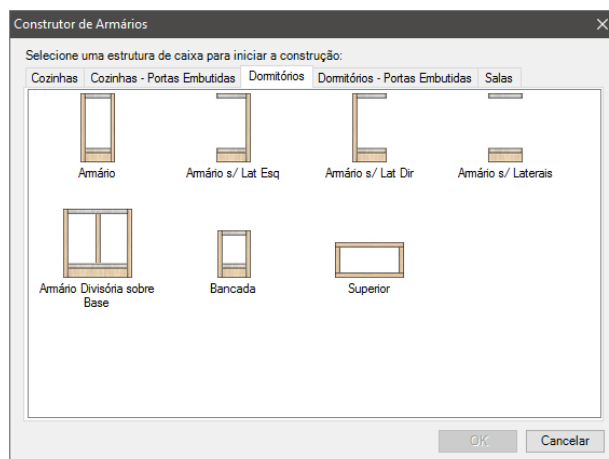 Construtor de Armários
Selecione uma estrutura de caixa para iniciar a construção:
Cozinhas Cozinhas - Portas Embutidas Dormitórios Dormitórios - Portas Embutidas Salas
Armário Armário s/ Lat Esq Armário s/ Lat Dir Armário s/ Laterais
Armário Divisória sobre Base Bancada Superior
OK Cancelar